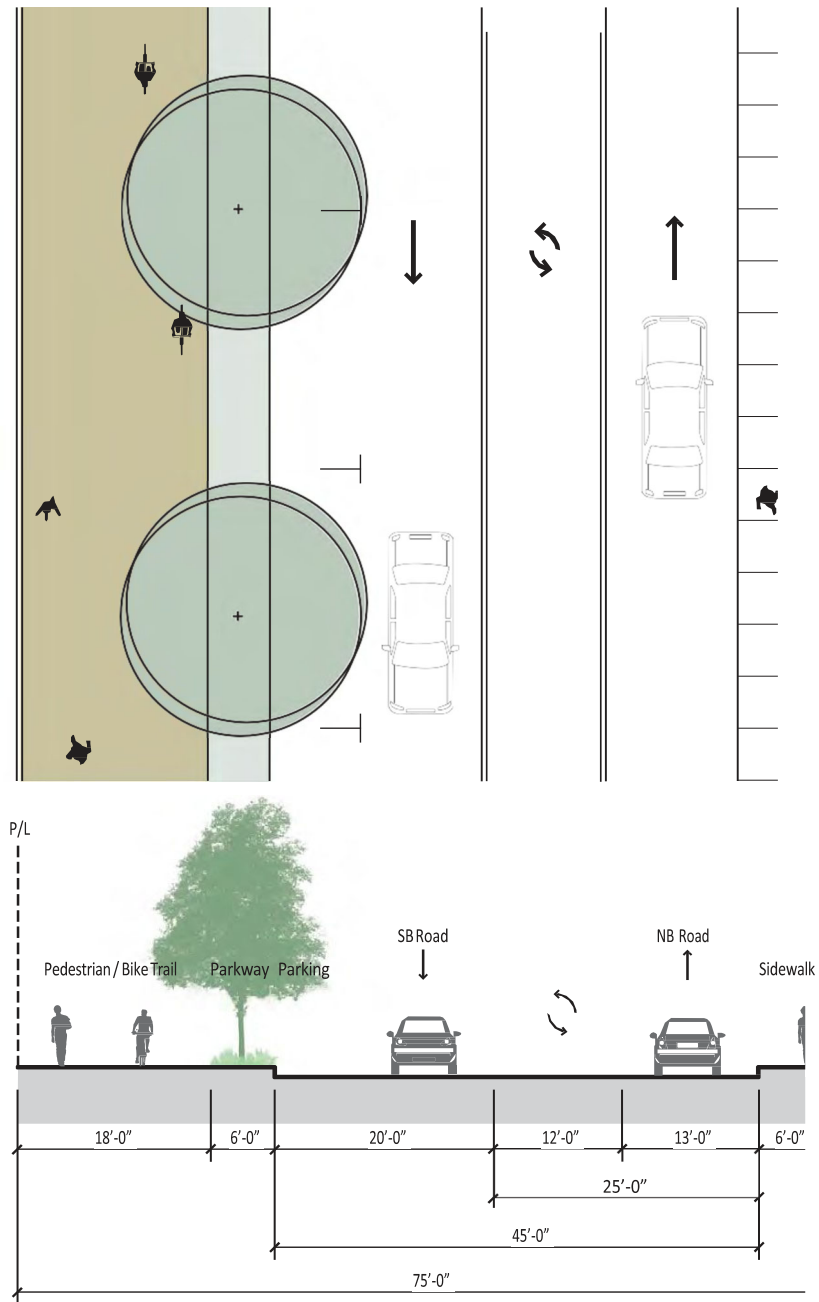 P/L
SB Road
NB Road
Pedestrian / Bike Trail
Parkway
Parking
Sidewalk
18’-0”
6’-0”
20’-0”
12’-0”
13’-0”
6’-0”
25’-0”
45’-0”
75’-0”